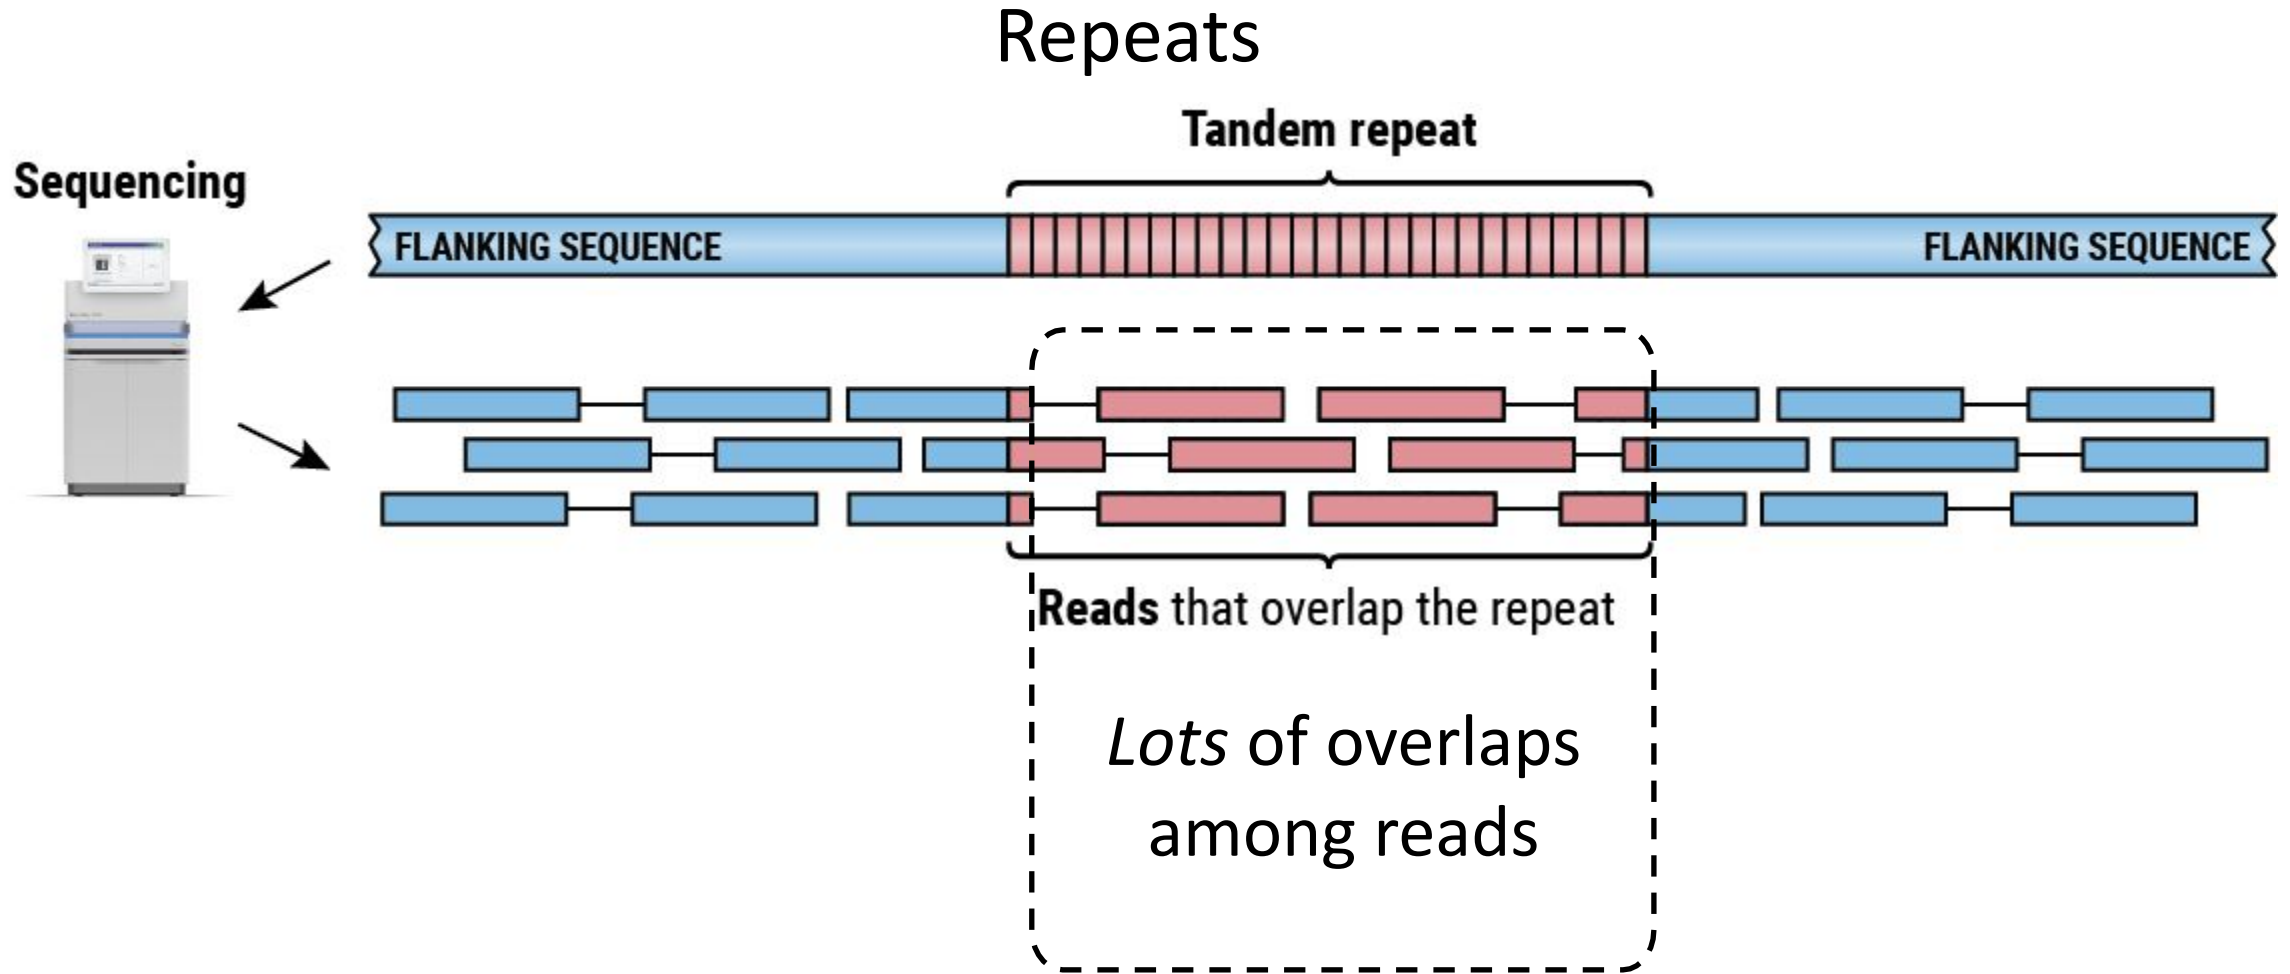 Repeats
Tandem repeat
Sequencing
FLANKING SEQUENCE
FLANKING SEQUENCE
Reads that overlap the repeat
Lots of overlaps
among reads